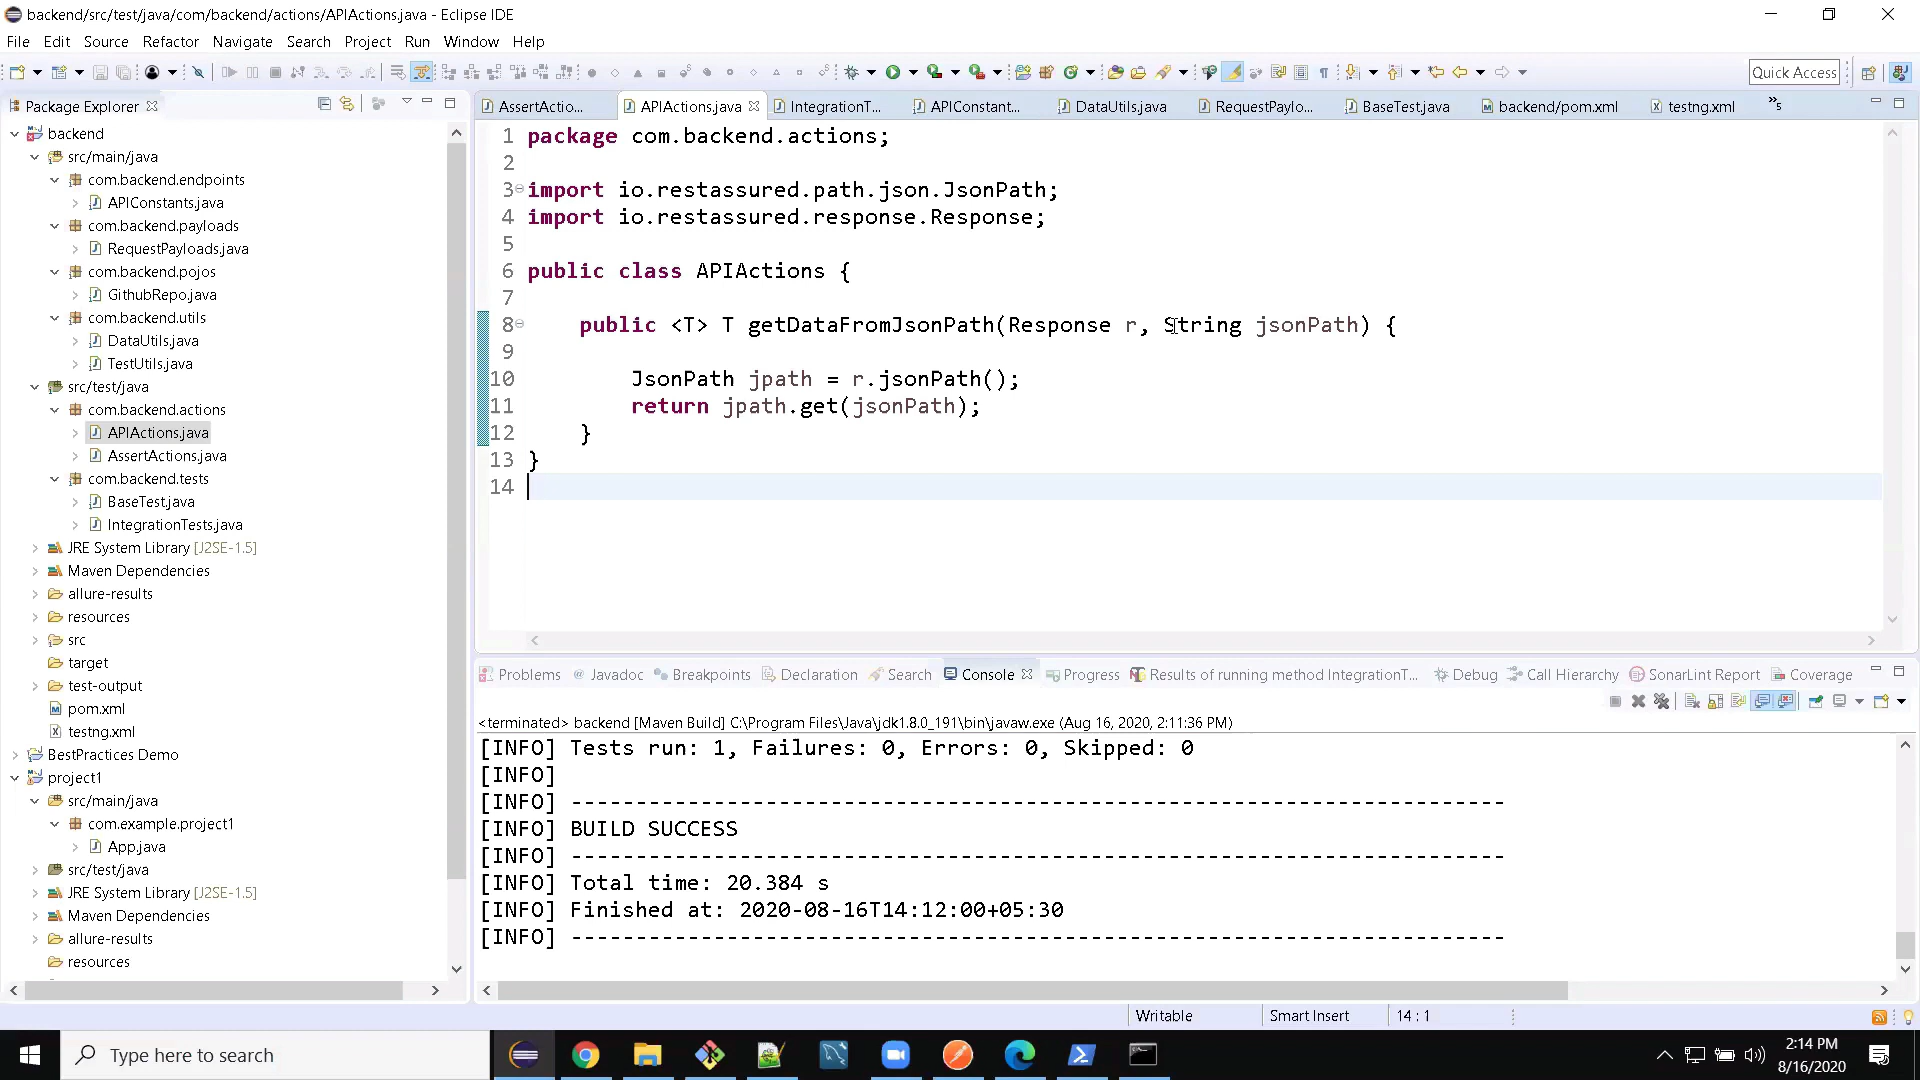 backend/src/test/java/com/backend/actions/APIActions.java - Eclipse IDE
File Edit Source Refactor Navigate Search Project Run Window Help
Quick Access
Package Explorer
AssertActio... APIActions.java IntegrationT... APIConstant... DataUtils.java RequestPaylo... BaseTest.java backend/pom.xml testng.xml »5
backend
src/main/java
com.backend.endpoints
APIConstants.java
com.backend.payloads
RequestPayloads.java
com.backend.pojos
GithubRepo.java
com.backend.utils
DataUtils.java
TestUtils.java
src/test/java
com.backend.actions
APIActions.java
AssertActions.java
com.backend.tests
BaseTest.java
IntegrationTests.java
JRE System Library [J2SE-1.5]
Maven Dependencies
allure-results
resources
src
target
test-output
pom.xml
testng.xml
BestPractices Demo
project1
src/main/java
com.example.project1
App.java
src/test/java
JRE System Library [J2SE-1.5]
Maven Dependencies
allure-results
resources
1 package com.backend.actions;
2
3 import io.restassured.path.json.JsonPath;
4 import io.restassured.response.Response;
5
6 public class APIActions {
7
8 public <T> T getDataFromJsonPath(Response r, String jsonPath) {
9
10 JsonPath jpath = r.jsonPath();
11 return jpath.get(jsonPath);
12 }
13 }
14
Problems @ Javadoc Breakpoints Declaration Search Console Progress Results of running method IntegrationT... Debug Call Hierarchy SonarLint Report Coverage
<terminated> backend [Maven Build] C:\Program Files\Java\jdk1.8.0_191\bin\javaw.exe (Aug 16, 2020, 2:11:36 PM)
[INFO] Tests run: 1, Failures: 0, Errors: 0, Skipped: 0
[INFO]
[INFO] ------------------------------------------------------------------------
[INFO] BUILD SUCCESS
[INFO] ------------------------------------------------------------------------
[INFO] Total time: 20.384 s
[INFO] Finished at: 2020-08-16T14:12:00+05:30
[INFO] ------------------------------------------------------------------------
Writable Smart Insert 14 : 1
Type here to search
2:14 PM
8/16/2020